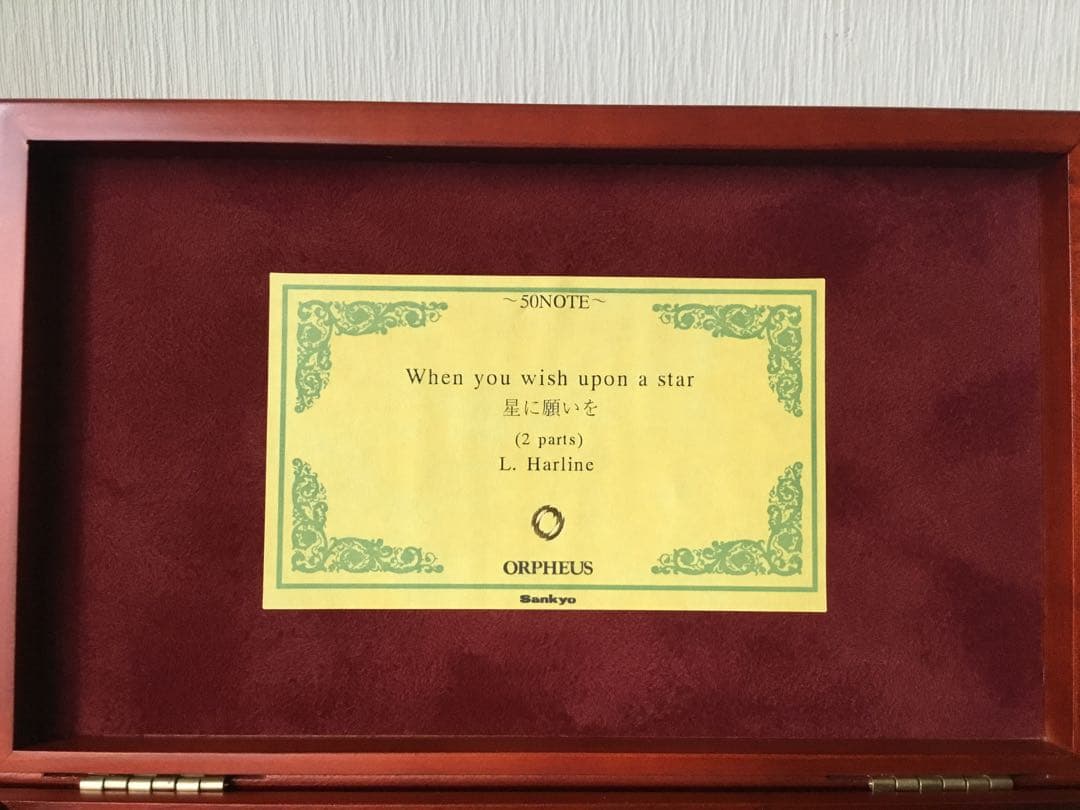 ～50NOTE～
When you wish upon a star
星に願いを
(2 parts)
L. Harline
ORPHEUS
Sankyo